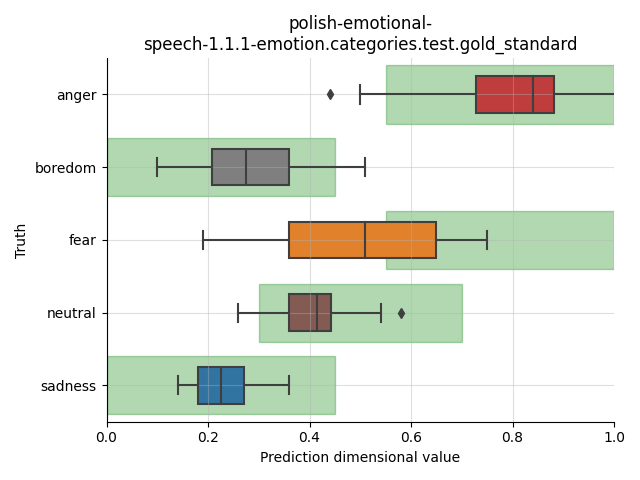 polish-emotional-
speech-1.1.1-emotion.categories.test.gold_standard
anger
boredom
fear
neutral
sadness
Truth
0.0 0.2 0.4 0.6 0.8 1.0
Prediction dimensional value